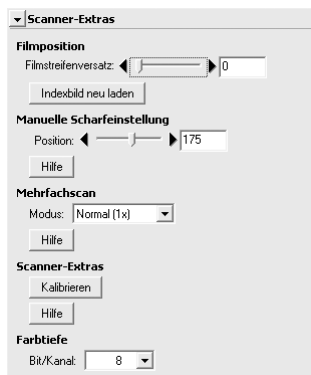 Scanner-Extras
Filmposition
Filmstreifenversatz: 0
Indexbild neu laden
Manuelle Scharfeinstellung
Position: 175
Hilfe
Mehrfachscan
Modus: Normal (1x)
Hilfe
Scanner-Extras
Kalibrieren
Hilfe
Farbtiefe
Bit/Kanal: 8